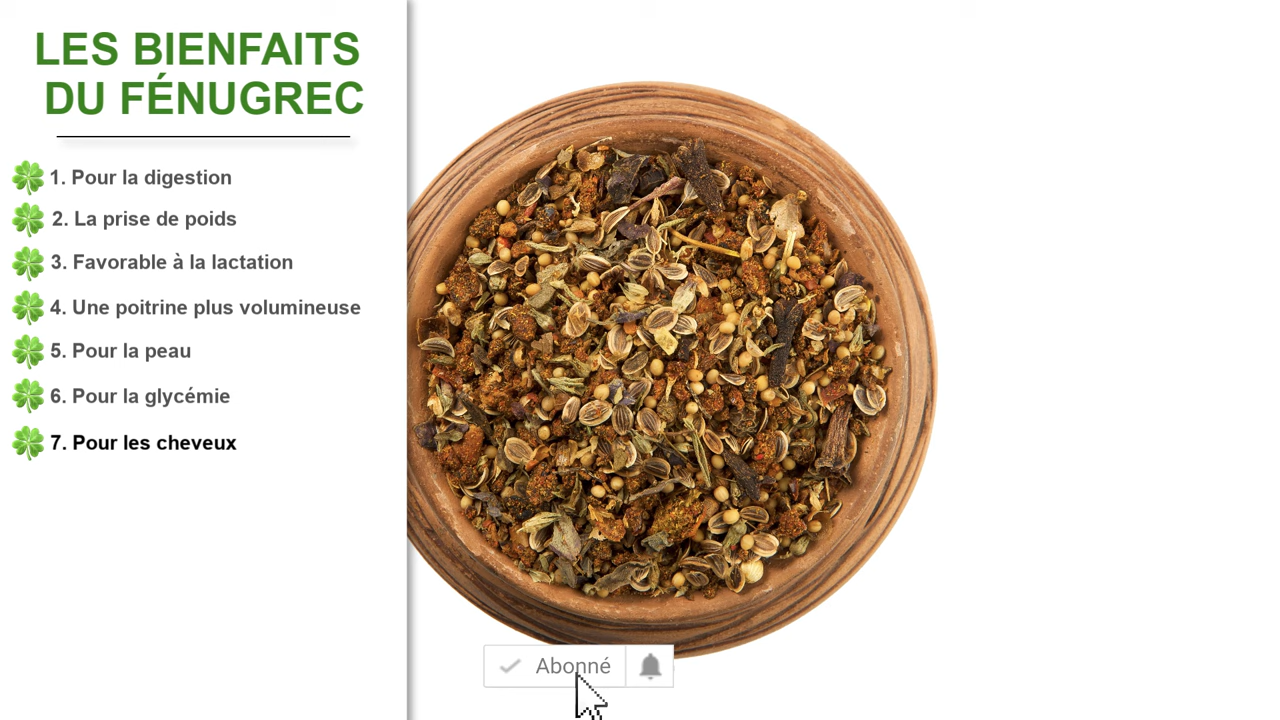 LES BIENFAITS
DU FÉNUGREC
1. Pour la digestion
2. La prise de poids
3. Favorable à la lactation
4. Une poitrine plus volumineuse
5. Pour la peau
6. Pour la glycémie
7. Pour les cheveux
Abonné